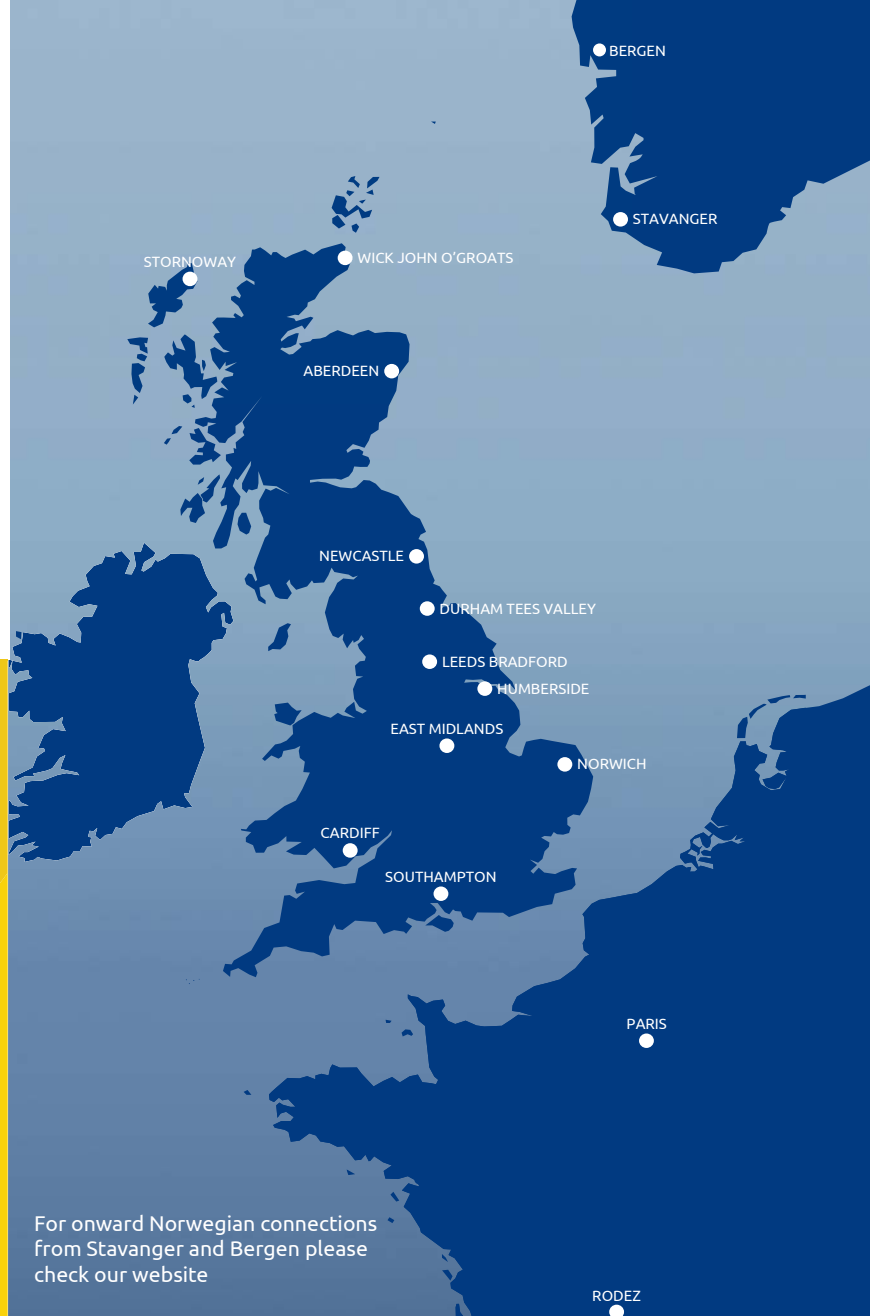 BERGEN
STAVANGER
STORNOWAY
WICK JOHN O'GROATS
ABERDEEN
NEWCASTLE
DURHAM TEES VALLEY
LEEDS BRADFORD
HUMBERSIDE
EAST MIDLANDS
NORWICH
CARDIFF
SOUTHAMPTON
PARIS
For onward Norwegian connections
from Stavanger and Bergen please
check our website
RODEZ